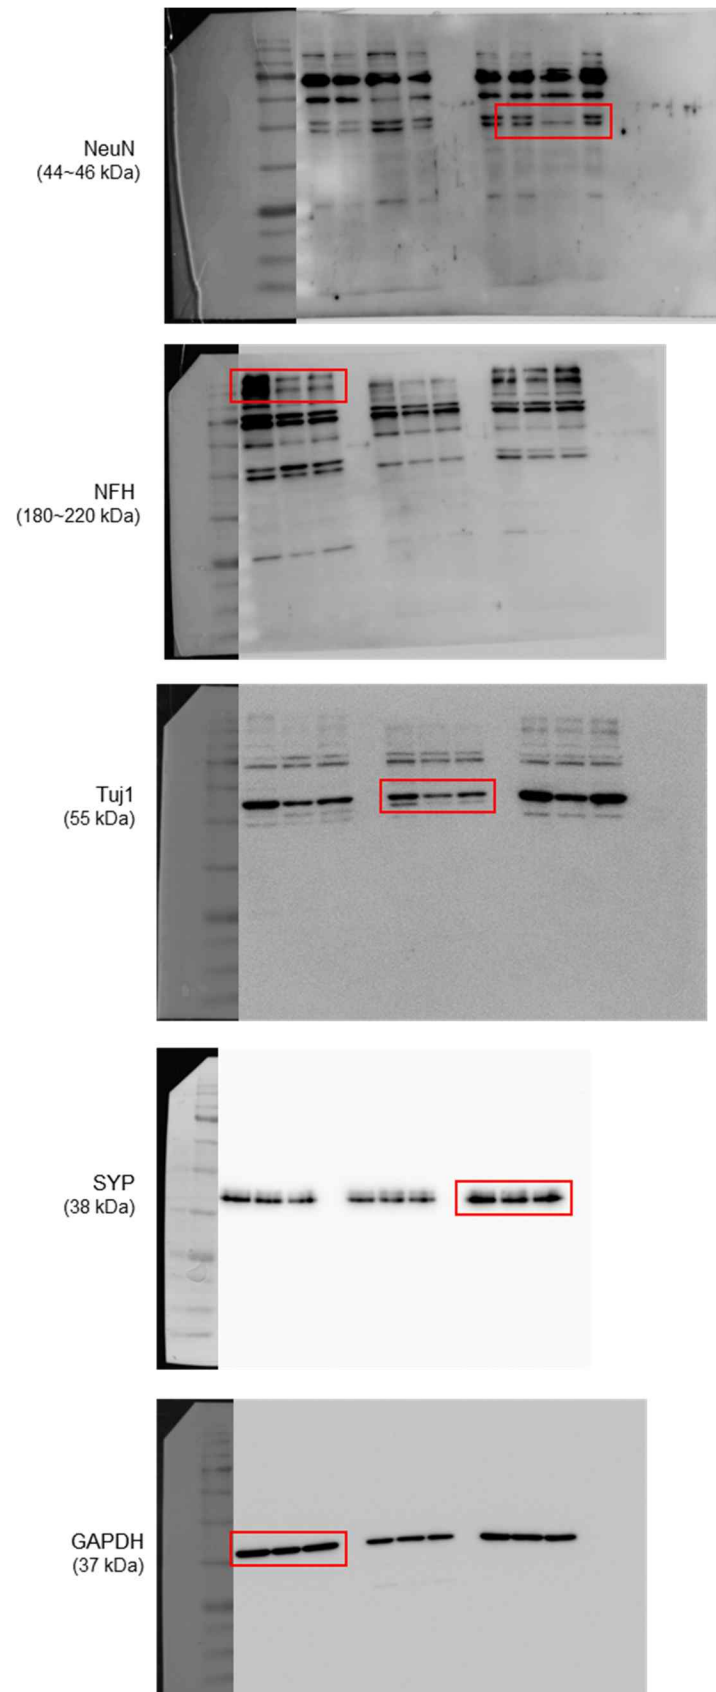 NeuN
(44~46 kDa)
NFH
(180~220 kDa)
Tuj1
(55 kDa)
SYP
(38 kDa)
GAPDH
(37 kDa)